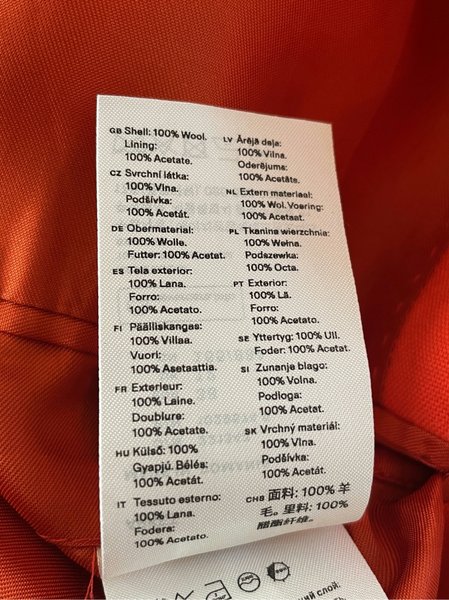 GB Shell: 100% Wool.
Lining:
100% Acetate.
CZ Svrchní látka:
100% Vlna.
Podšívka:
100% Acetát.
DE Obermaterial:
100% Wolle.
Futter: 100% Acetat.
ES Tela exterior:
100% Lana.
Forro:
100% Acetato.
FI Päälliskangas:
100% Villaa.
Vuori:
100% Asetaattia.
FR Exterieur:
100% Laine.
Doublure:
100% Acetat.
HU Külső: 100%
Gyapjú. Bélés:
100% Acetát.
IT Tessuto esterno:
100% Lana.
Fodera:
100% Acetato.
LV Ārējā daļa:
100% Vilna.
Oderējums:
100% Acetāts.
NL Extern materiaal:
100% Wol. Voering:
100% Acetaat.
PL Tkanina wierzchnia:
100% Wełna.
Podszewka:
100% Octa.
PT Exterior:
100% Lã.
Forro:
100% Acetato.
SE Yttertyg: 100% Ull.
Foder: 100% Acetat.
SI Zunanje blago:
100% Volna.
Podloga:
100% Acetat.
SK Vrchný materiál:
100% Vlna.
Podšívka:
100% Acetát.
CHS 面料: 100% 羊
毛。里料: 100%
醋酯纤维。